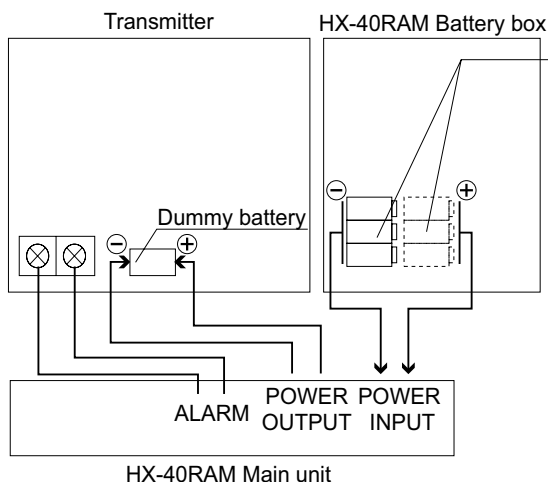 Transmitter
HX-40RAM Battery box
⊖
⊕
Dummy battery
⊖
⊕
ALARM
POWER
OUTPUT
POWER
INPUT
HX-40RAM Main unit